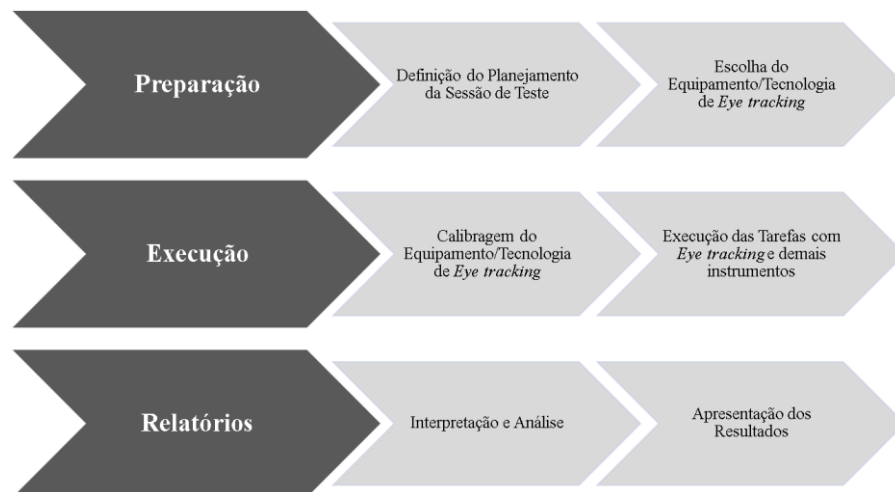 Preparação
Definição do Planejamento
da Sessão de Teste
Escolha do
Equipamento/Tecnologia
de Eye tracking
Execução
Calibragem do
Equipamento/Tecnologia
de Eye tracking
Execução das Tarefas com
Eye tracking e demais
instrumentos
Relatórios
Interpretação e Análise
Apresentação dos
Resultados